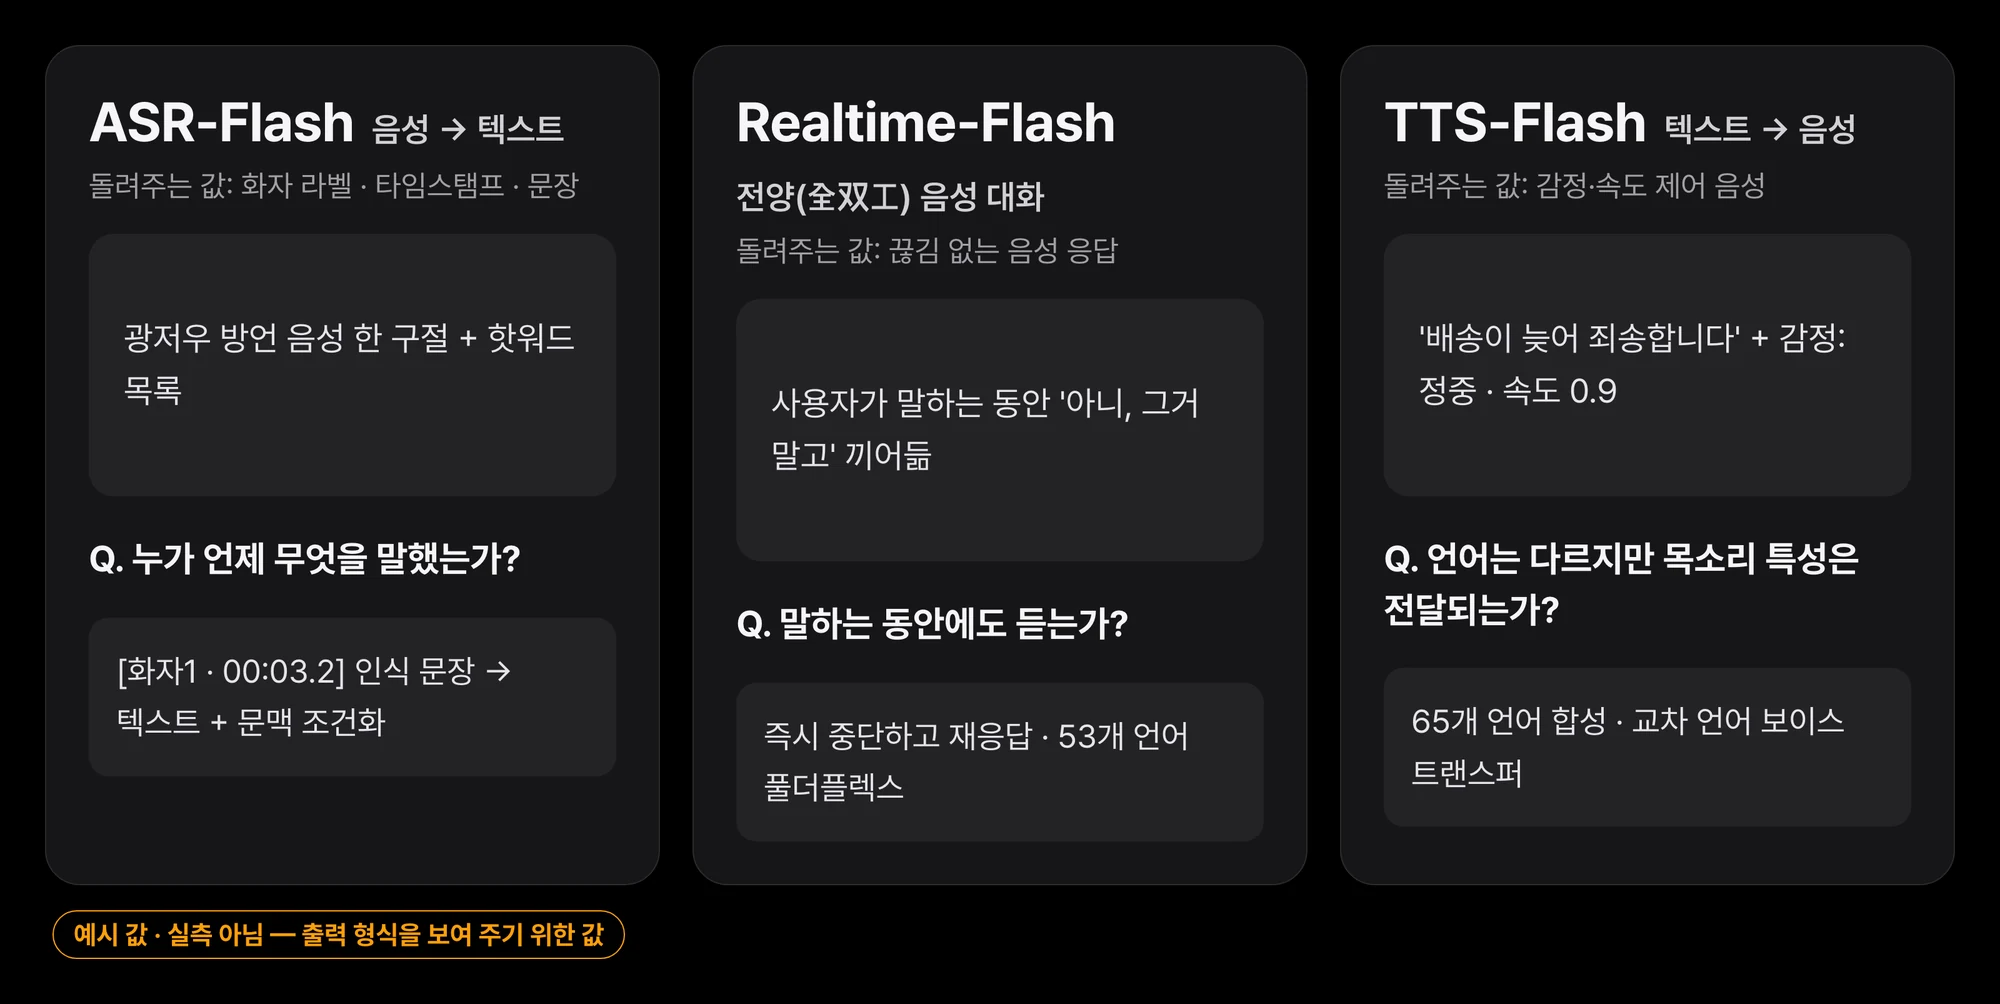 ASR-Flash 음성 → 텍스트
돌려주는 값: 화자 라벨 · 타임스탬프 · 문장
광저우 방언 음성 한 구절 + 핫워드
목록
Q. 누가 언제 무엇을 말했는가?
[화자1 · 00:03.2] 인식 문장 →
텍스트 + 문맥 조건화
Realtime-Flash
전양(全双工) 음성 대화
돌려주는 값: 끊김 없는 음성 응답
사용자가 말하는 동안 '아니, 그거
말고' 끼어듦
Q. 말하는 동안에도 듣는가?
즉시 중단하고 재응답 · 53개 언어
풀더플렉스
TTS-Flash 텍스트 → 음성
돌려주는 값: 감정·속도 제어 음성
'배송이 늦어 죄송합니다' + 감정:
정중 · 속도 0.9
Q. 언어는 다르지만 목소리 특성은
전달되는가?
65개 언어 합성 · 교차 언어 보이스
트랜스퍼
예시 값 · 실측 아님 — 출력 형식을 보여 주기 위한 값